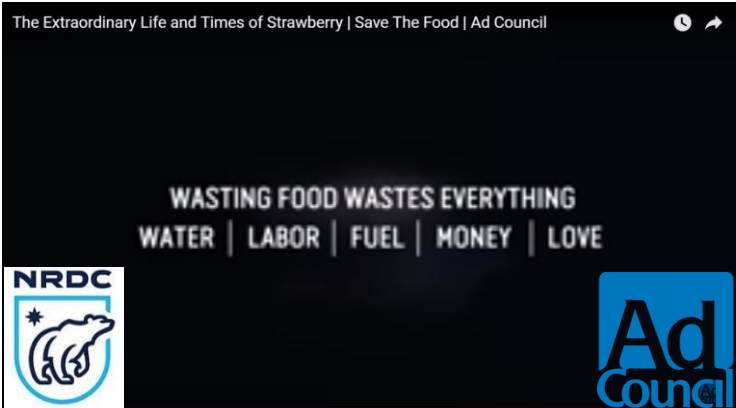 The Extraordinary Life and Times of Strawberry | Save The Food | Ad Council
WASTING FOOD WASTES EVERYTHING
WATER | LABOR | FUEL | MONEY | LOVE
NRDC
Ad
Council